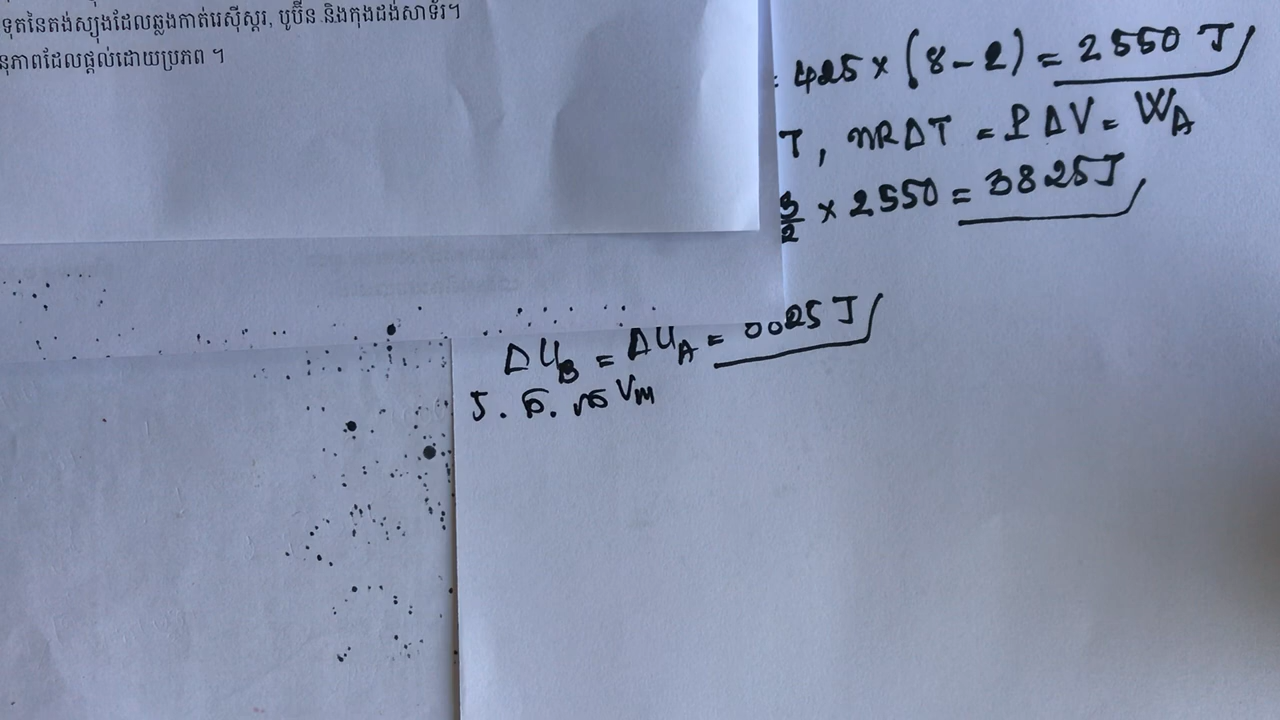 ទុតនៃតង់ស្យុងដែលឆ្លងកាត់រេស៊ីស្តរ, បូប៊ីន និងកុងដង់សាទ័រ។
នុភាពដែលផ្តល់ដោយប្រភព ។
425 × (8 - 2) = 2550 J
T, nRΔT = PΔV = WA
3/2 × 2550 = 3825 J
ΔUB = ΔUA = 25 J
5. Vm